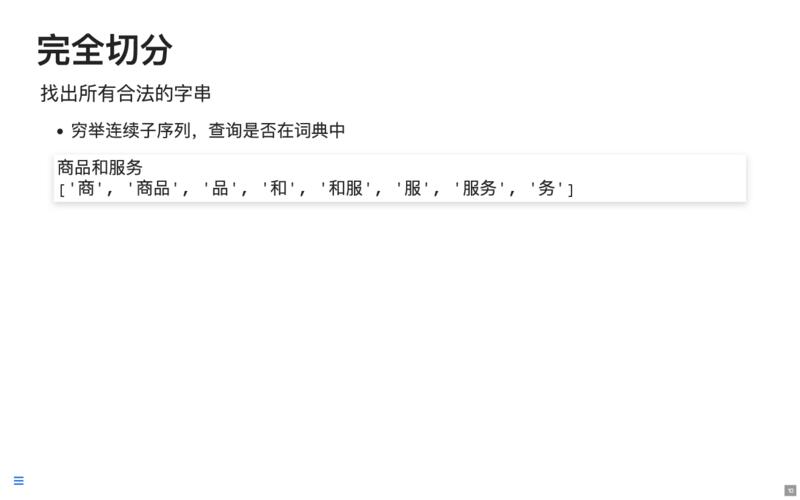 完全切分
找出所有合法的字串
• 穷举连续子序列，查询是否在词典中
商品和服务
['商', '商品', '品', '和', '和服', '服', '服务', '务']
10